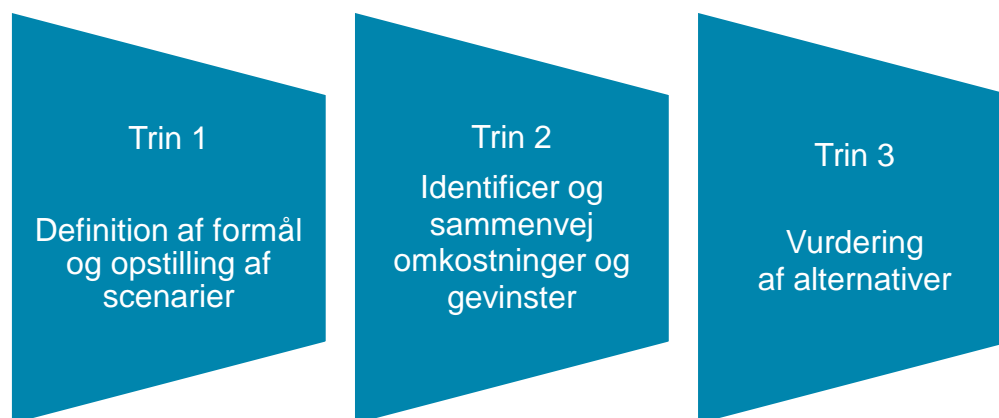 Trin 1
Definition af formål
og opstilling af
scenarier
Trin 2
Identificer og
sammenvej
omkostninger og
gevinster
Trin 3
Vurdering
af alternativer